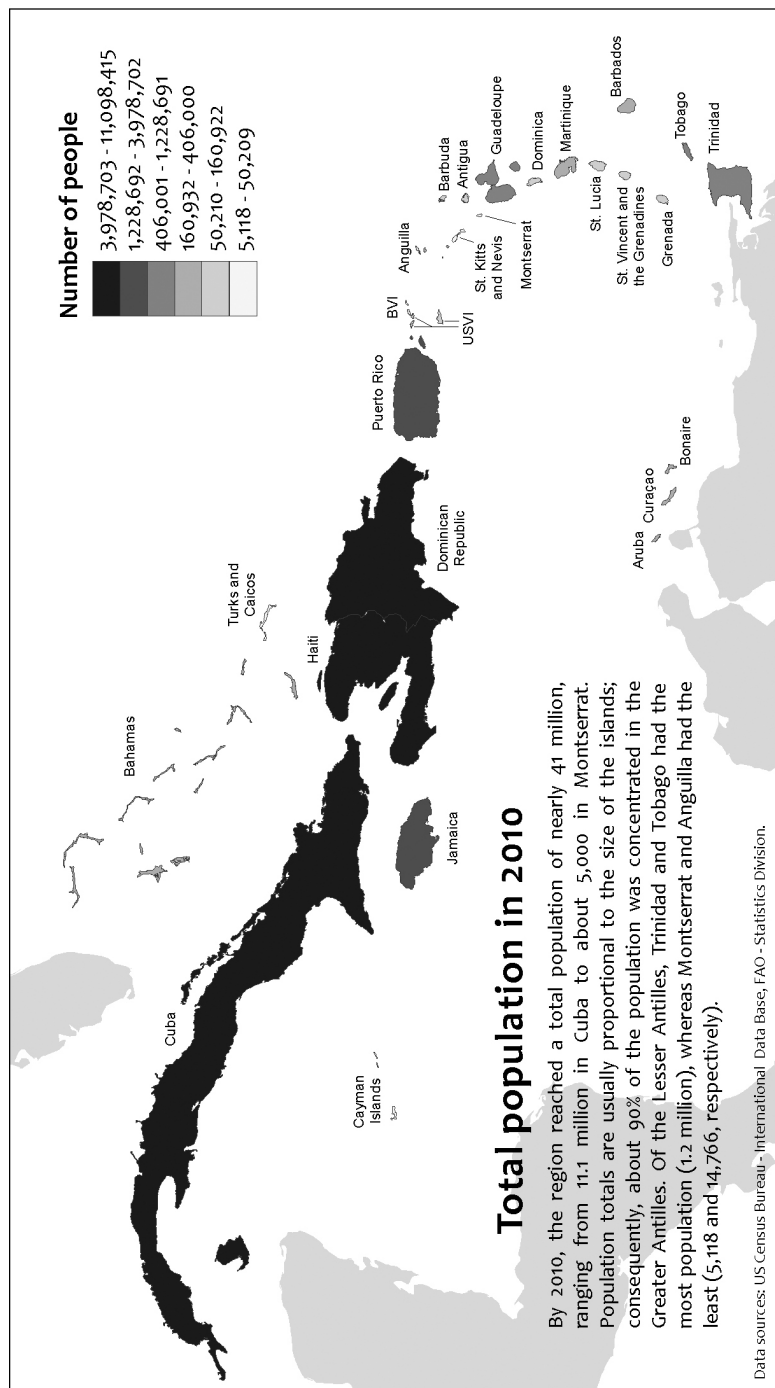 Number of people
3,978,703 - 11,098,415
1,228,692 - 3,978,702
406,001 - 1,228,691
160,932 - 406,000
50,210 - 160,922
5,118 - 50,209
Bahamas
Turks and
Caicos
Cuba
Haiti
Dominican
Republic
Puerto Rico
BVI
USVI
Anguilla
Barbuda
Antigua
St. Kitts
and Nevis
Montserrat
Guadeloupe
Dominica
Martinique
St. Lucia
Barbados
St. Vincent and
the Grenadines
Grenada
Tobago
Trinidad
Cayman
Islands
Jamaica
Aruba
Curaçao
Bonaire
Total population in 2010
By 2010, the region reached a total population of nearly 41 million,
ranging from 11.1 million in Cuba to about 5,000 in Montserrat.
Population totals are usually proportional to the size of the islands;
consequently, about 90% of the population was concentrated in the
Greater Antilles. Of the Lesser Antilles, Trinidad and Tobago had the
most population (1.2 million), whereas Montserrat and Anguilla had the
least (5,118 and 14,766, respectively).
Data sources: US Census Bureau - International Data Base, FAO - Statistics Division.